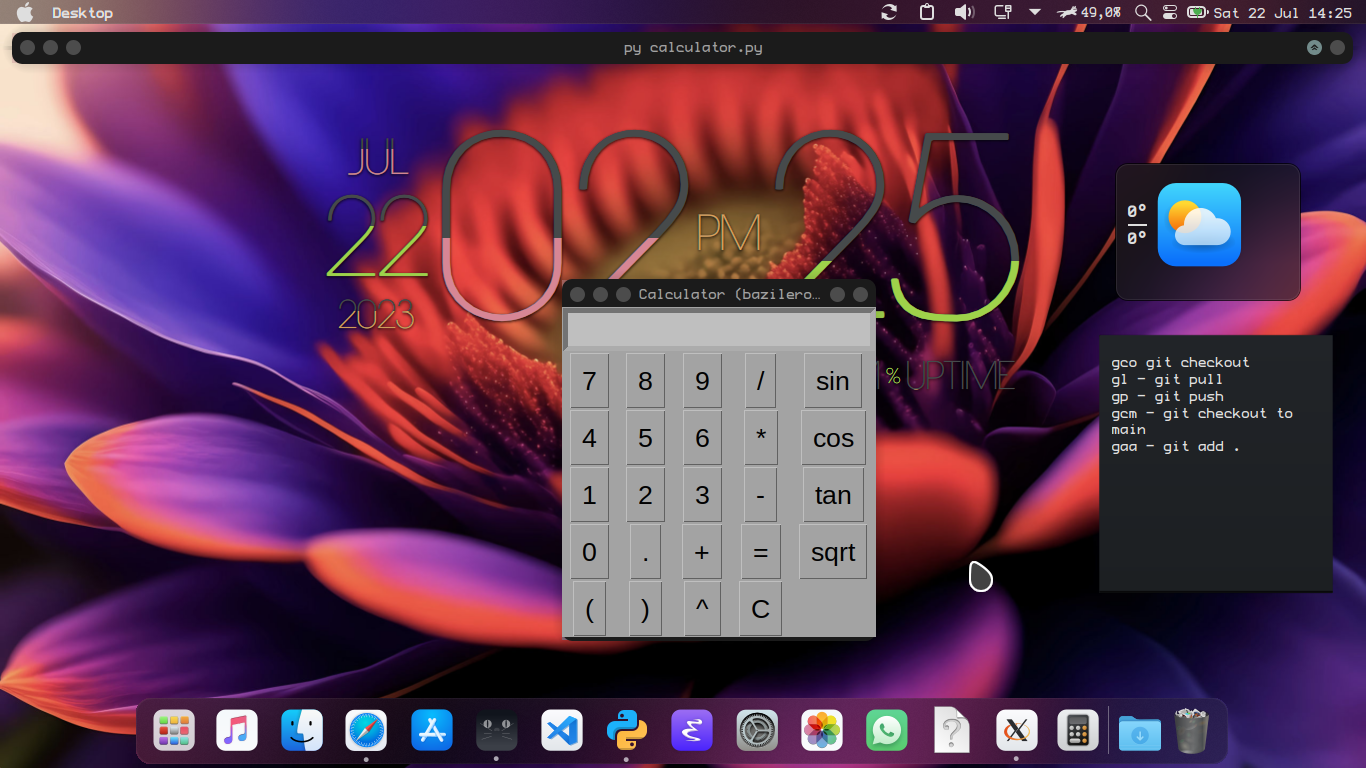 Desktop
49,0%
Sat 22 Jul 14:25
py calculator.py
JUL
22
2023
02 25
PM
% UPTIME
0°
0°
Calculator (bazilero…
7 8 9 / sin
4 5 6 * cos
1 2 3 - tan
0 . + = sqrt
( ) ^ C
gco git checkout
gl - git pull
gp - git push
gcm - git checkout to
main
gaa - git add .